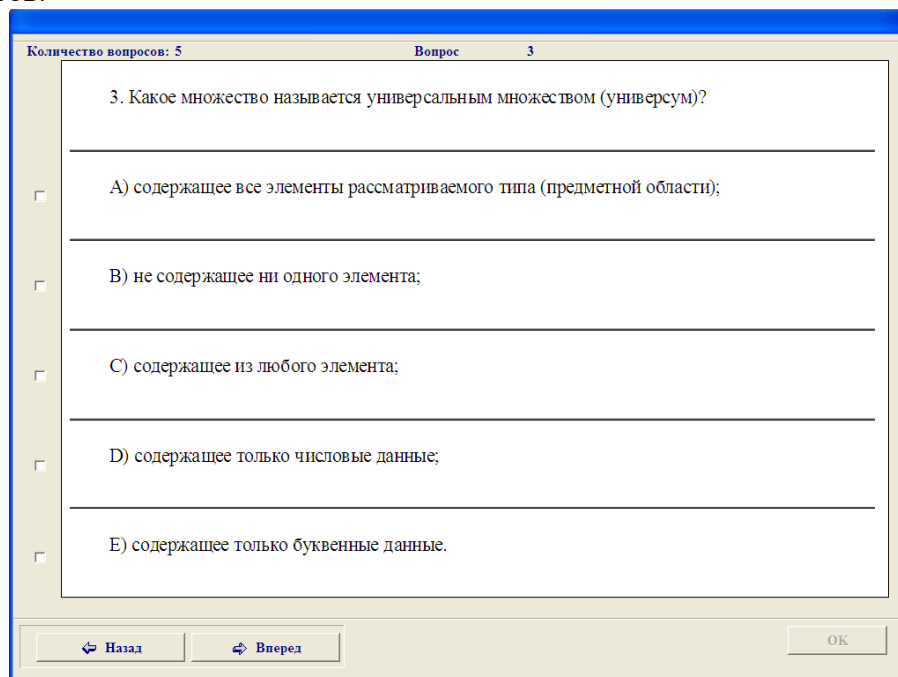 Количество вопросов: 5 Вопрос 3
3. Какое множество называется универсальным множеством (универсум)?
A) содержащее все элементы рассматриваемого типа (предметной области);
B) не содержащее ни одного элемента;
C) содержащее из любого элемента;
D) содержащее только числовые данные;
E) содержащее только буквенные данные.
Назад Вперед OK